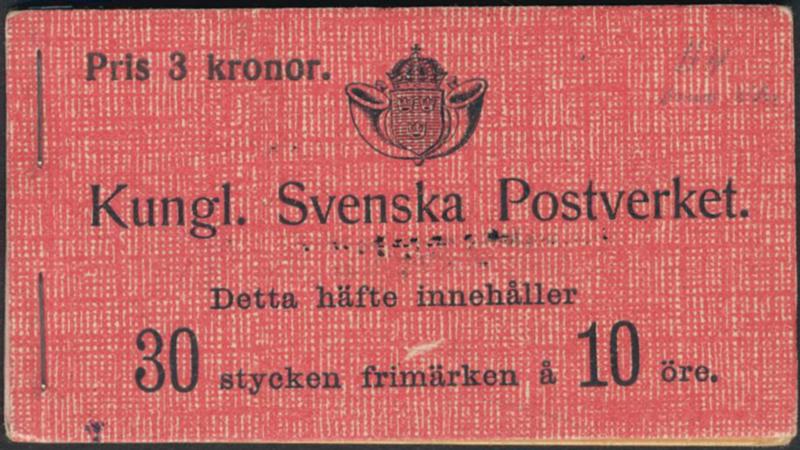 Pris 3 kronor.
Kungl. Svenska Postverket.
Detta häfte innehåller
30 stycken frimärken å 10 öre.